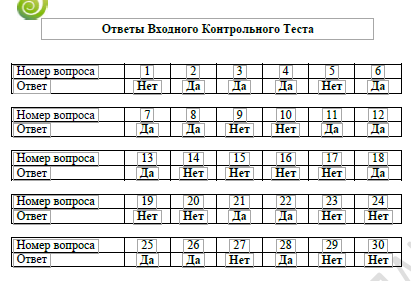 Ответы Входного Контрольного Теста
Номер вопроса 1 2 3 4 5 6
Ответ Нет Да Да Да Нет Да
Номер вопроса 7 8 9 10 11 12
Ответ Да Да Нет Нет Да Да
Номер вопроса 13 14 15 16 17 18
Ответ Да Нет Нет Нет Нет Да
Номер вопроса 19 20 21 22 23 24
Ответ Нет Нет Да Да Нет Нет
Номер вопроса 25 26 27 28 29 30
Ответ Да Да Нет Да Нет Нет